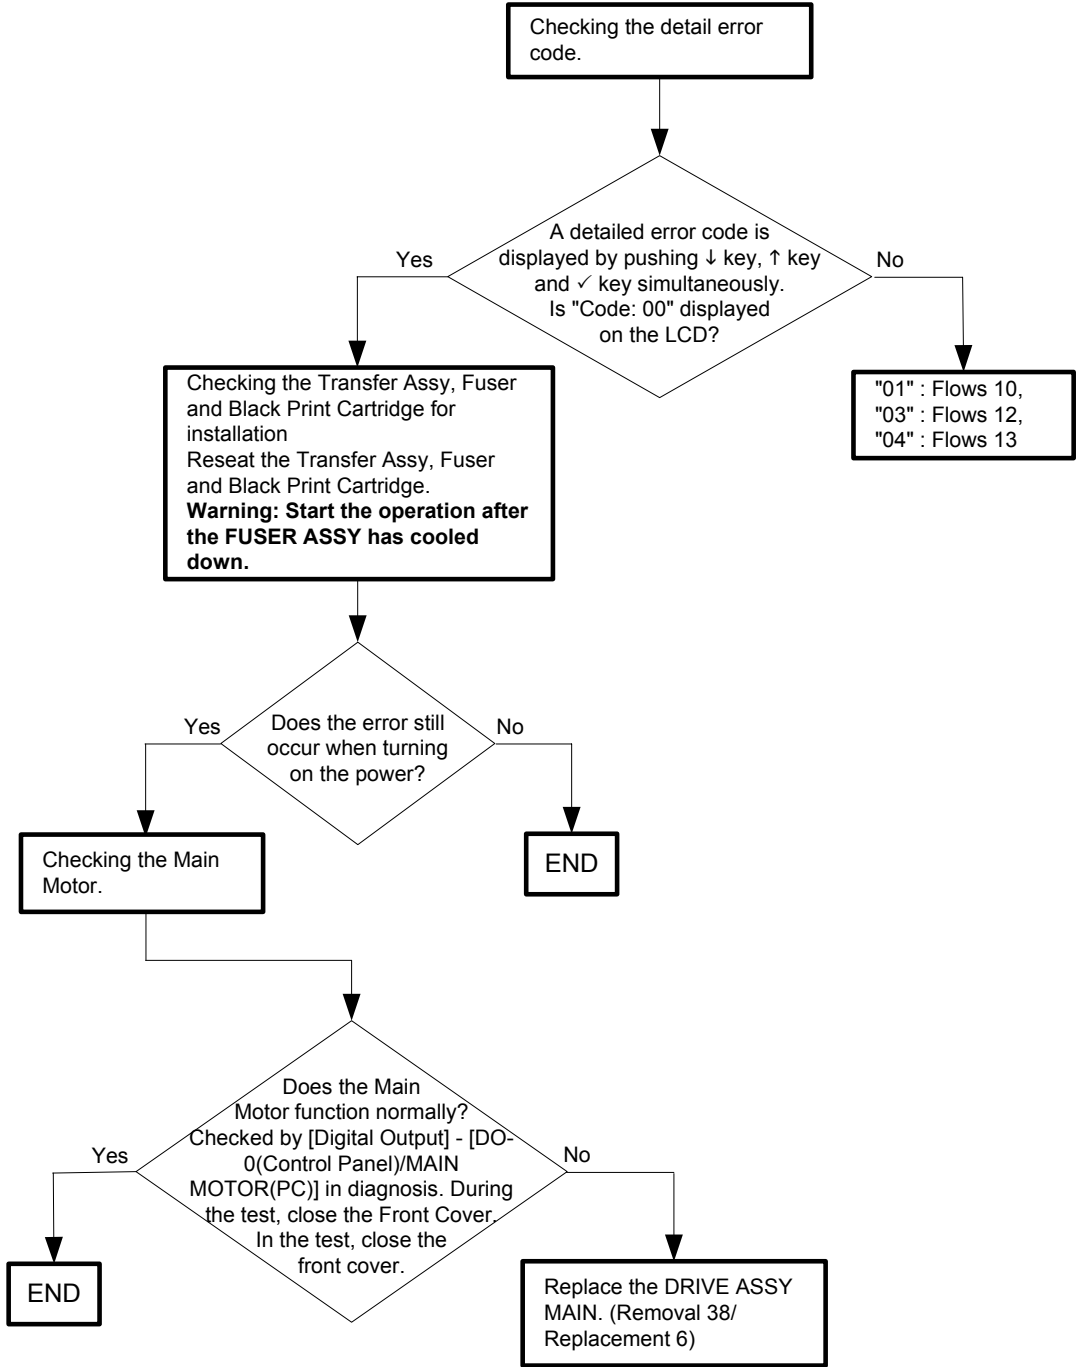 Checking the detail error
code.
A detailed error code is
displayed by pushing ↓ key, ↑ key
and ✓ key simultaneously.
Is "Code: 00" displayed
on the LCD?
Yes
No
Checking the Transfer Assy, Fuser
and Black Print Cartridge for
installation
Reseat the Transfer Assy, Fuser
and Black Print Cartridge.
Warning: Start the operation after
the FUSER ASSY has cooled
down.
"01" : Flows 10,
"03" : Flows 12,
"04" : Flows 13
Does the error still
occur when turning
on the power?
Yes
No
Checking the Main
Motor.
END
Does the Main
Motor function normally?
Checked by [Digital Output] - [DO-
0(Control Panel)/MAIN
MOTOR(PC)] in diagnosis. During
the test, close the Front Cover.
In the test, close the
front cover.
Yes
No
END
Replace the DRIVE ASSY
MAIN. (Removal 38/
Replacement 6)